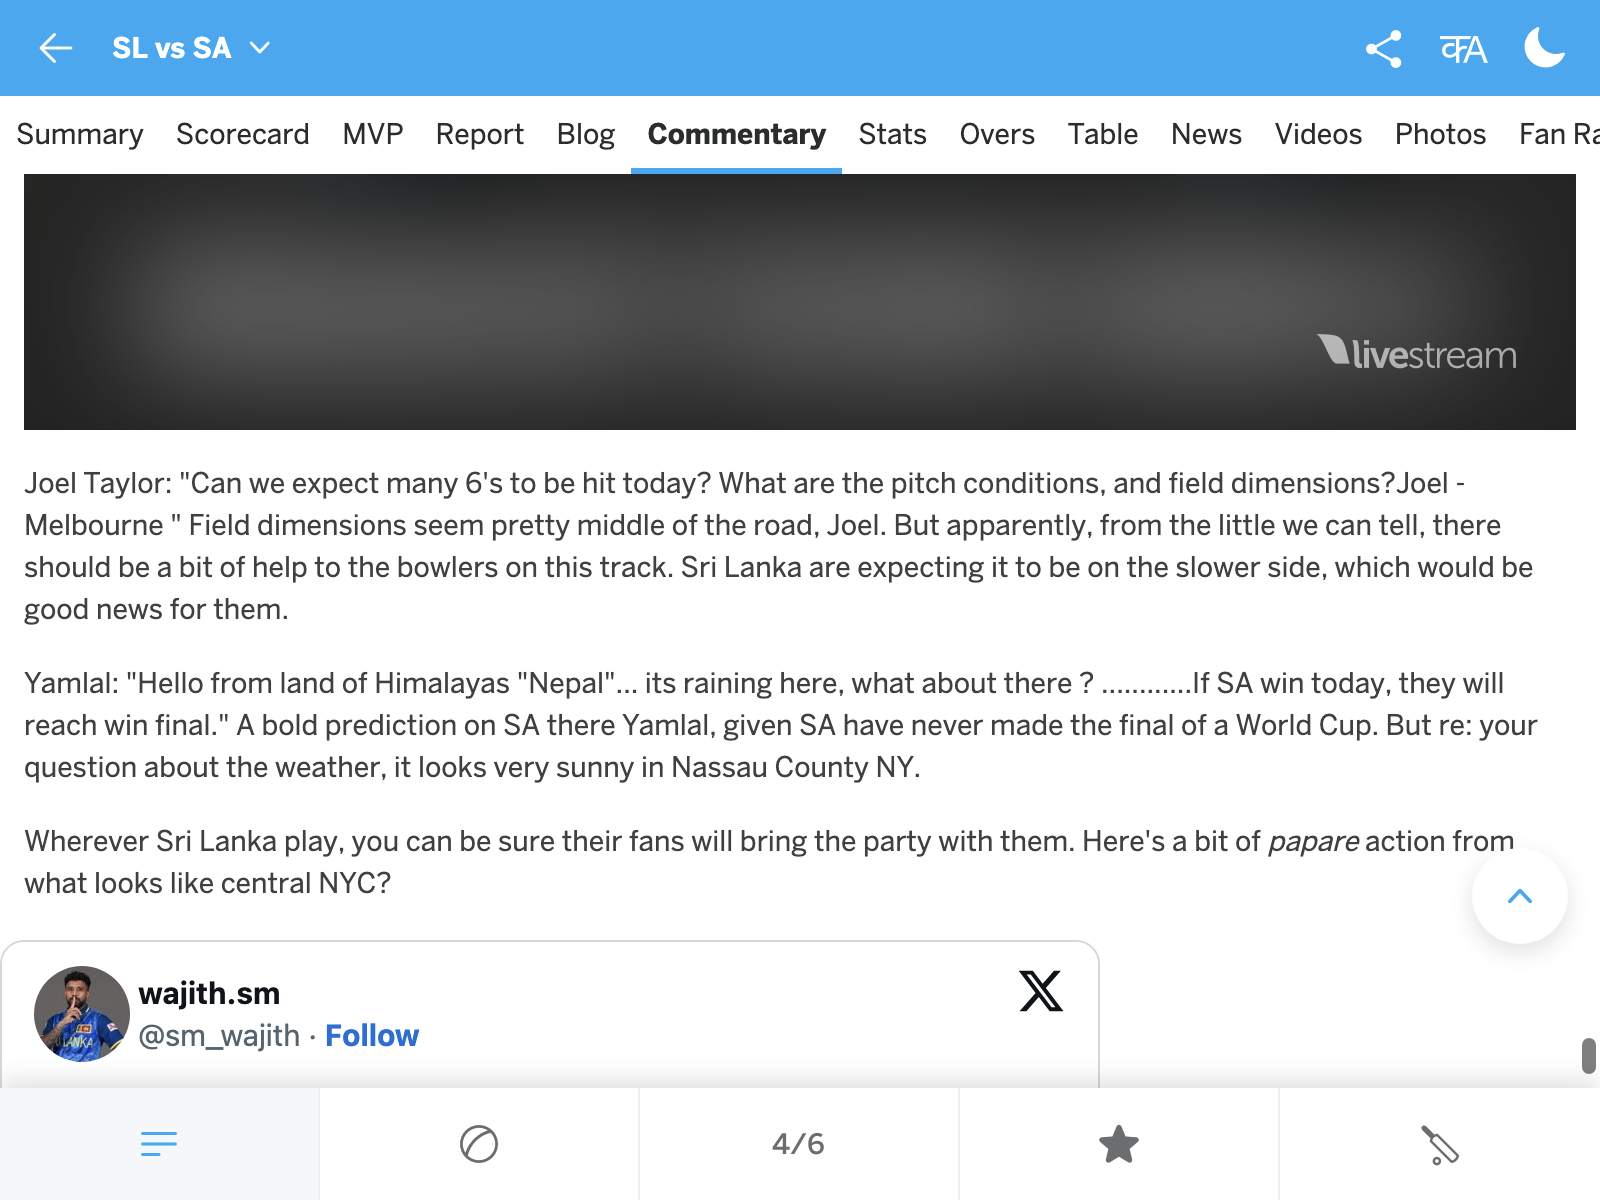 SL vs SA
कA
Summary Scorecard MVP Report Blog Commentary Stats Overs Table News Videos Photos Fan Ra
livestream
Joel Taylor: "Can we expect many 6's to be hit today? What are the pitch conditions, and field dimensions?Joel -
Melbourne " Field dimensions seem pretty middle of the road, Joel. But apparently, from the little we can tell, there
should be a bit of help to the bowlers on this track. Sri Lanka are expecting it to be on the slower side, which would be
good news for them.
Yamlal: "Hello from land of Himalayas "Nepal"... its raining here, what about there ? ............If SA win today, they will
reach win final." A bold prediction on SA there Yamlal, given SA have never made the final of a World Cup. But re: your
question about the weather, it looks very sunny in Nassau County NY.
Wherever Sri Lanka play, you can be sure their fans will bring the party with them. Here's a bit of papare action from
what looks like central NYC?
wajith.sm
@sm_wajith · Follow
LANKA
4/6